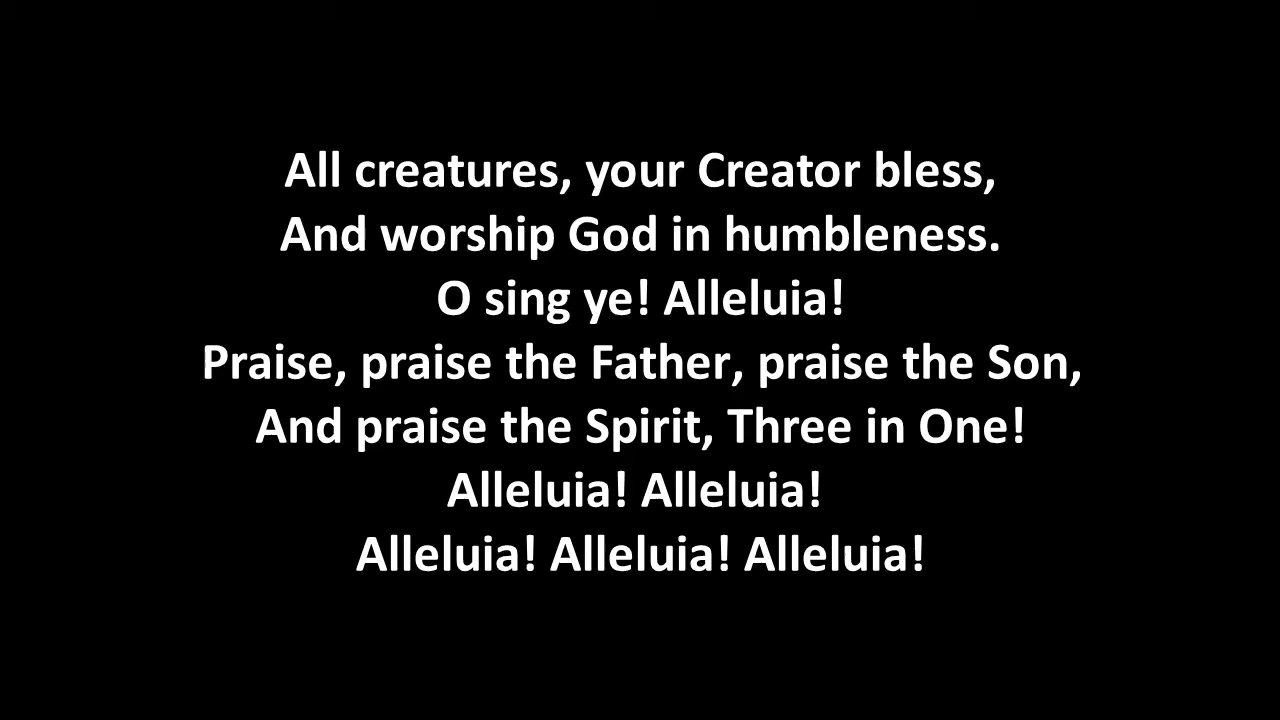 All creatures, your Creator bless,
And worship God in humbleness.
O sing ye! Alleluia!
Praise, praise the Father, praise the Son,
And praise the Spirit, Three in One!
Alleluia! Alleluia!
Alleluia! Alleluia! Alleluia!